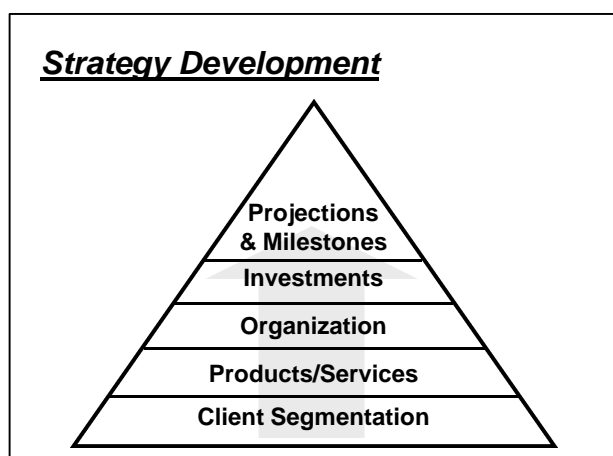 Strategy Development
Projections
& Milestones
Investments
Organization
Products/Services
Client Segmentation